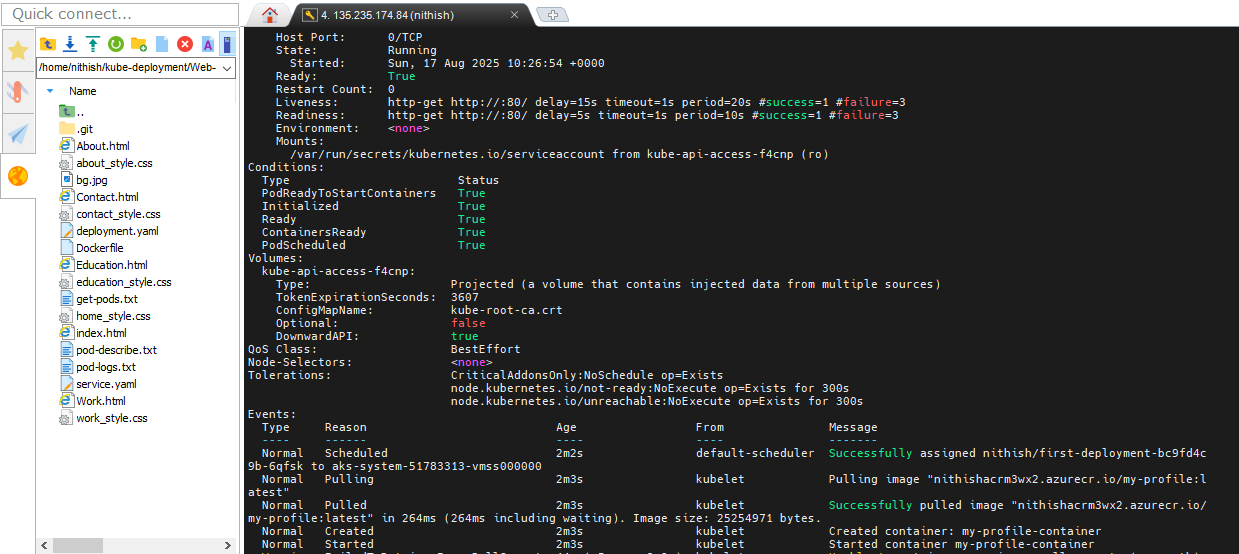 Quick connect...
4. 135.235.174.84 (nithish)
/home/nithish/kube-deployment/Web-
Name
..
.git
About.html
about_style.css
bg.jpg
Contact.html
contact_style.css
deployment.yaml
Dockerfile
Education.html
education_style.css
get-pods.txt
home_style.css
index.html
pod-describe.txt
pod-logs.txt
service.yaml
Work.html
work_style.css
Host Port: 0/TCP
State: Running
Started: Sun, 17 Aug 2025 10:26:54 +0000
Ready: True
Restart Count: 0
Liveness: http-get http://:80/ delay=15s timeout=1s period=20s #success=1 #failure=3
Readiness: http-get http://:80/ delay=5s timeout=1s period=10s #success=1 #failure=3
Environment: <none>
Mounts:
/var/run/secrets/kubernetes.io/serviceaccount from kube-api-access-f4cnp (ro)
Conditions:
Type Status
PodReadyToStartContainers True
Initialized True
Ready True
ContainersReady True
PodScheduled True
Volumes:
kube-api-access-f4cnp:
Type: Projected (a volume that contains injected data from multiple sources)
TokenExpirationSeconds: 3607
ConfigMapName: kube-root-ca.crt
Optional: false
DownwardAPI: true
QoS Class: BestEffort
Node-Selectors: <none>
Tolerations: CriticalAddonsOnly:NoSchedule op=Exists
node.kubernetes.io/not-ready:NoExecute op=Exists for 300s
node.kubernetes.io/unreachable:NoExecute op=Exists for 300s
Events:
Type Reason Age From Message
---- ------ ---- ---- -------
Normal Scheduled 2m2s default-scheduler Successfully assigned nithish/first-deployment-bc9fd4c
9b-6qfsk to aks-system-51783313-vmss000000
Normal Pulling 2m3s kubelet Pulling image "nithishacrm3wx2.azurecr.io/my-profile:l
atest"
Normal Pulled 2m3s kubelet Successfully pulled image "nithishacrm3wx2.azurecr.io/
my-profile:latest" in 264ms (264ms including waiting). Image size: 25254971 bytes.
Normal Created 2m3s kubelet Created container: my-profile-container
Normal Started 2m3s kubelet Started container my-profile-container